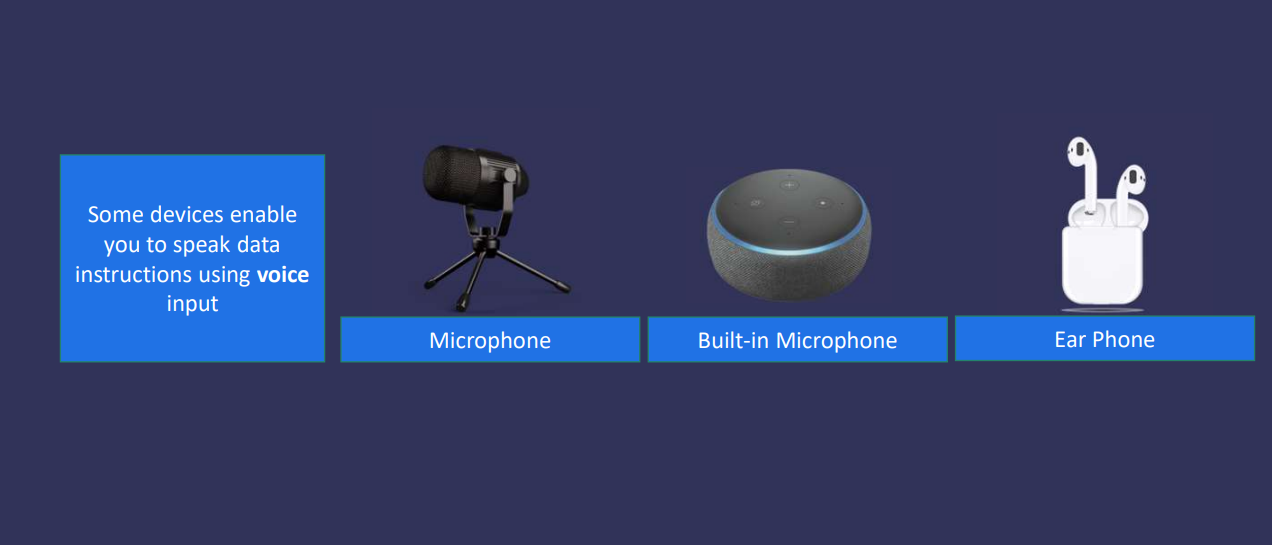 Some devices enable
you to speak data
instructions using voice
input
Microphone
Built-in Microphone
Ear Phone